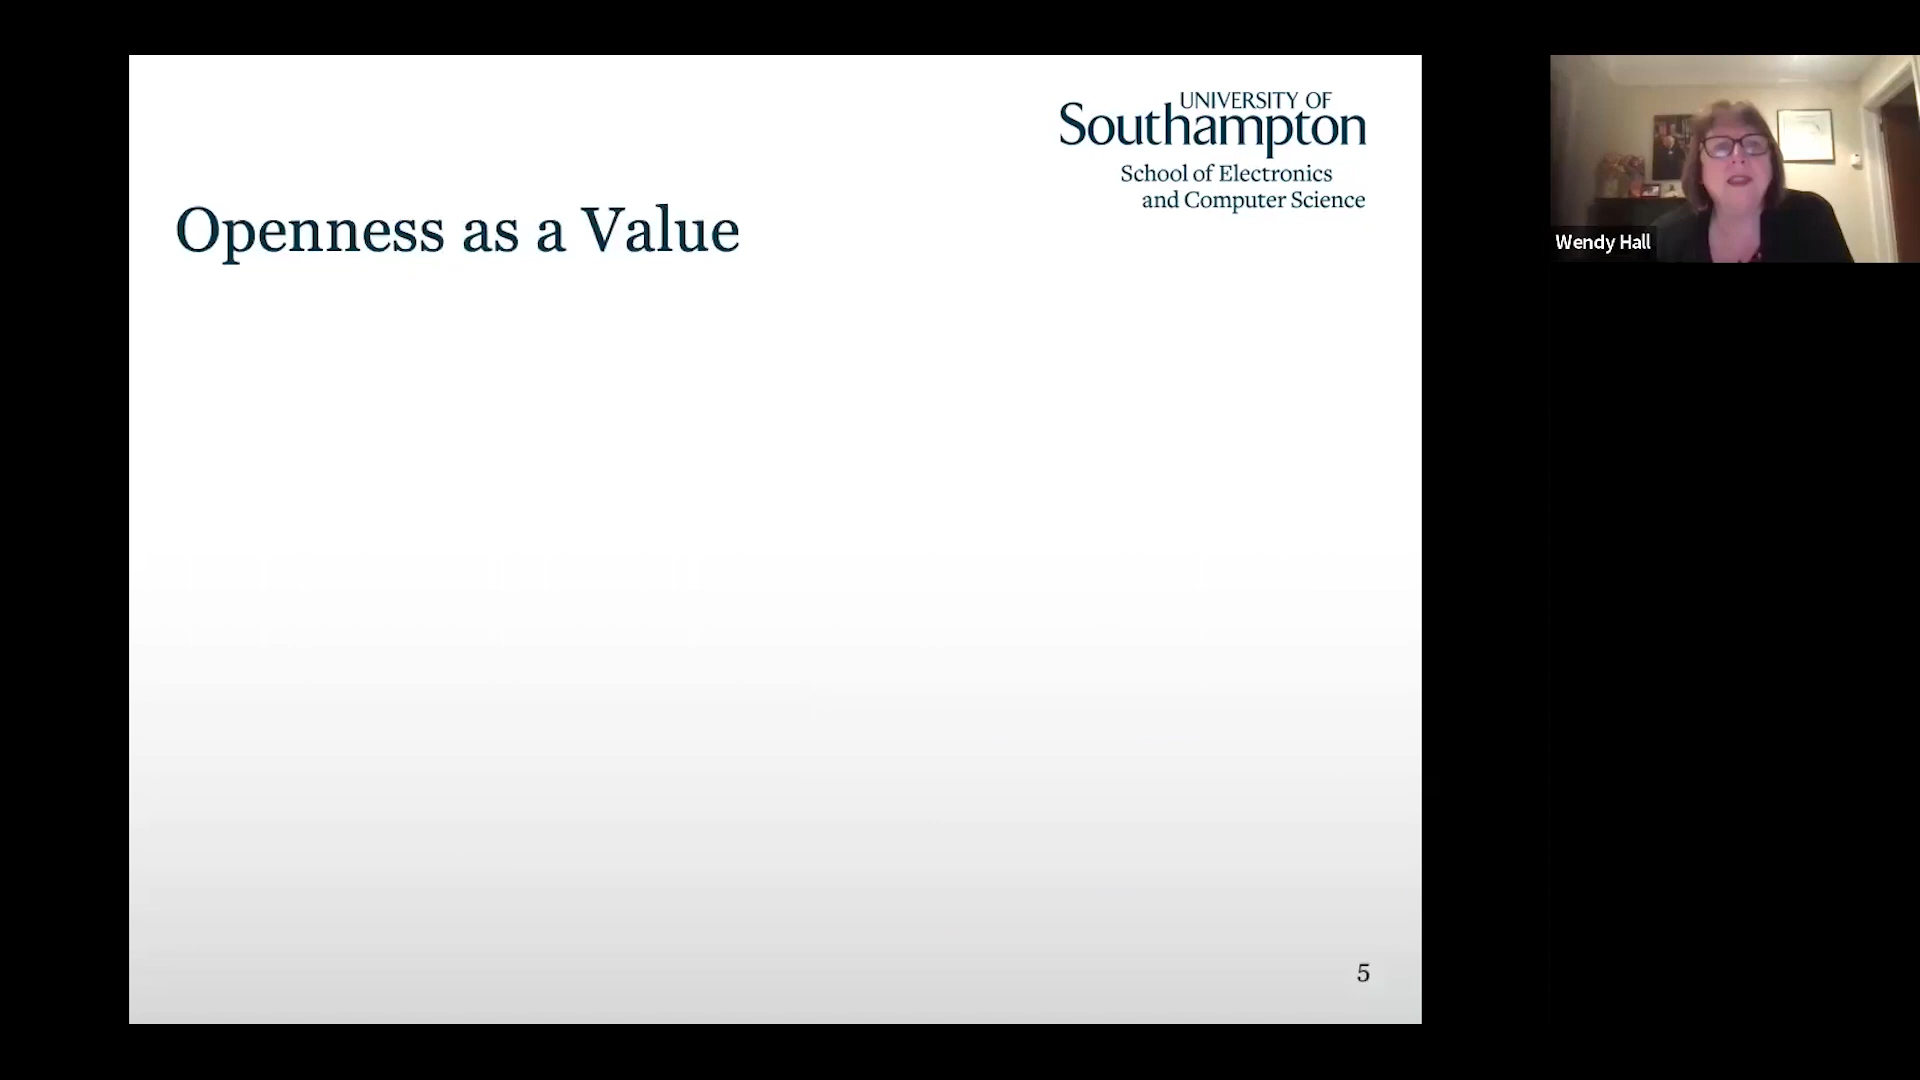 UNIVERSITY OF
Southampton
School of Electronics
and Computer Science
Openness as a Value
Wendy Hall
5